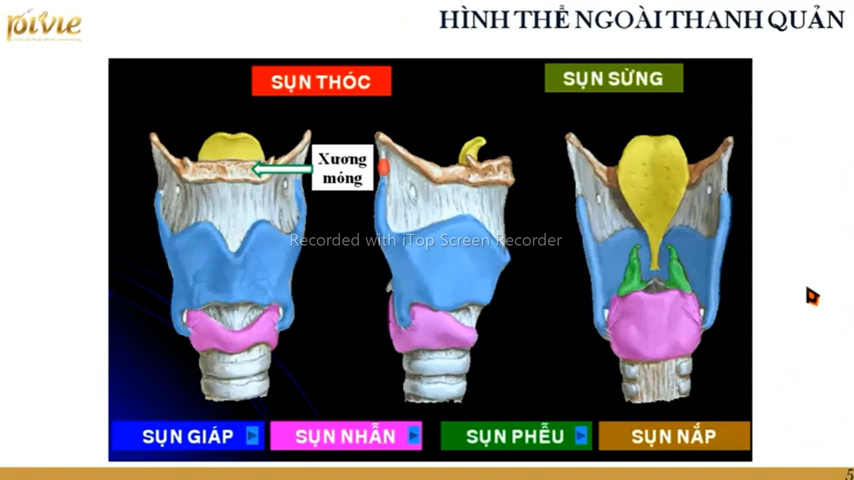 pivie
HÌNH THỂ NGOÀI THANH QUẢN
SỤN THÓC
SỤN SỪNG
Xương
móng
Recorded with iTop Screen Recorder
SỤN GIÁP
SỤN NHẪN
SỤN PHỄU
SỤN NẮP
5